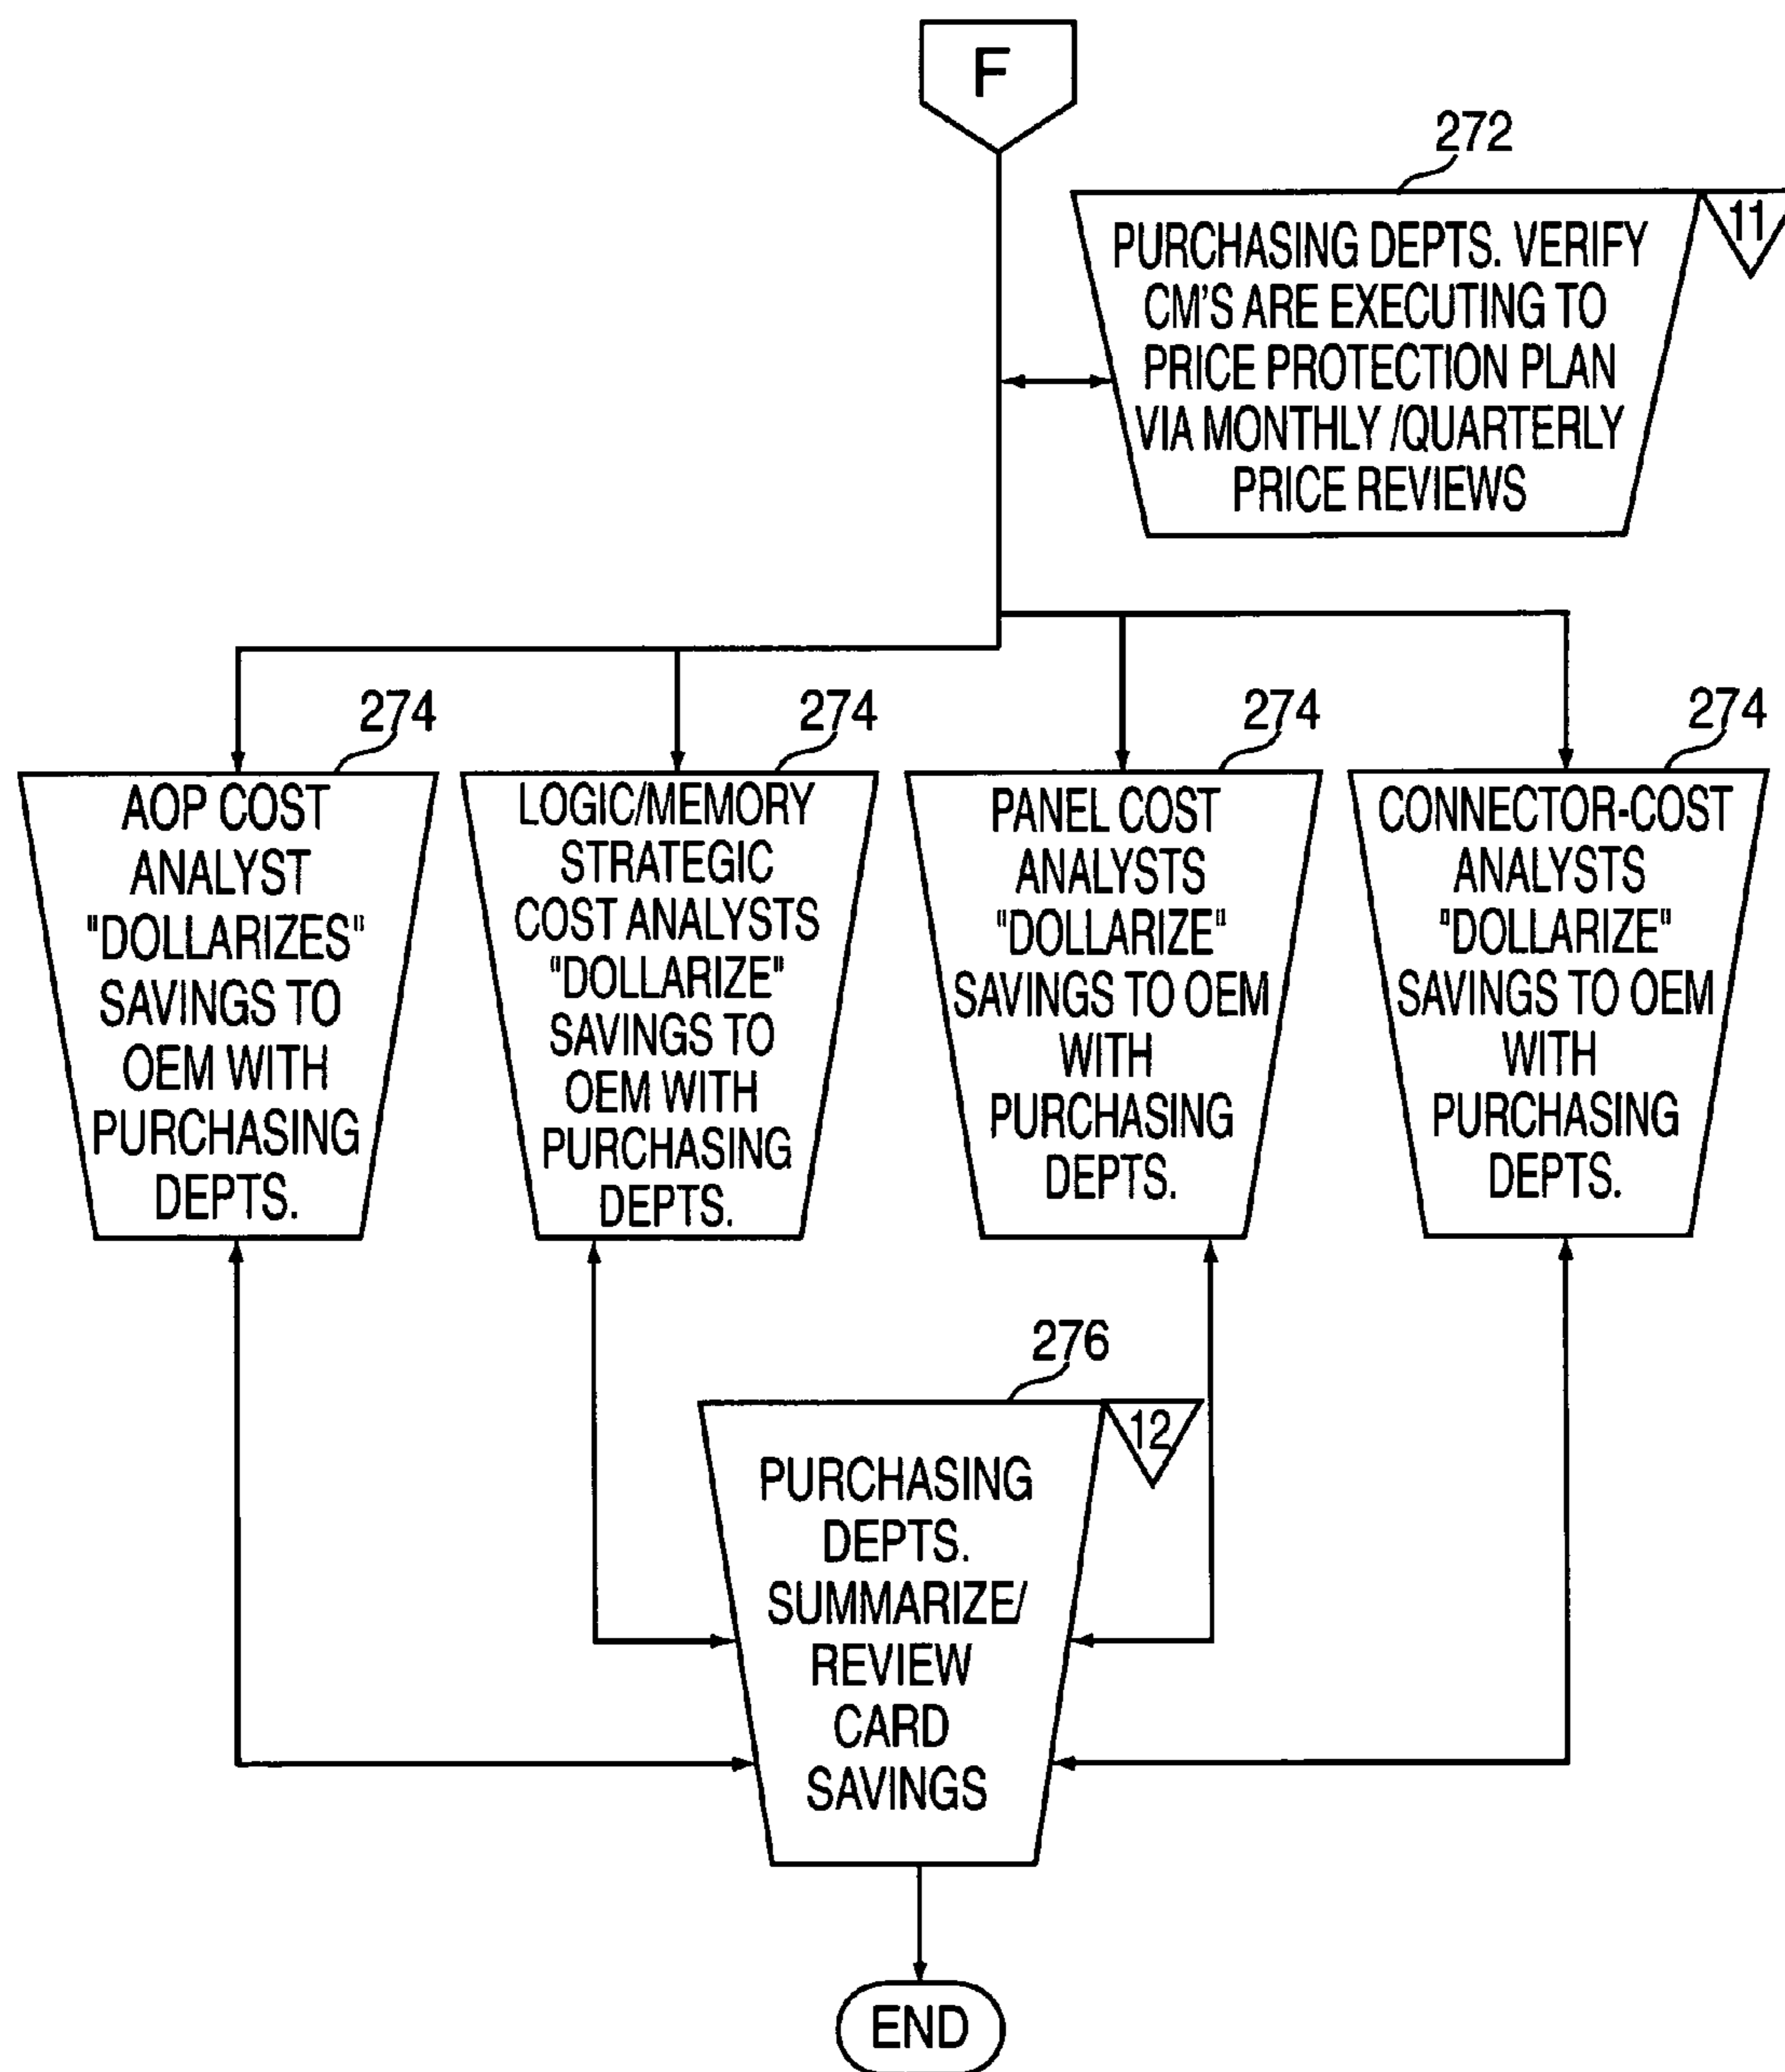 F
272
11
PURCHASING DEPTS. VERIFY
CM'S ARE EXECUTING TO
PRICE PROTECTION PLAN
VIA MONTHLY /QUARTERLY
PRICE REVIEWS
274
AOP COST
ANALYST
"DOLLARIZES"
SAVINGS TO
OEM WITH
PURCHASING
DEPTS.
274
LOGIC/MEMORY
STRATEGIC
COST ANALYSTS
"DOLLARIZE"
SAVINGS TO
OEM WITH
PURCHASING
DEPTS.
274
PANEL COST
ANALYSTS
"DOLLARIZE"
SAVINGS TO OEM
WITH
PURCHASING
DEPTS.
274
CONNECTOR-COST
ANALYSTS
"DOLLARIZE"
SAVINGS TO OEM
WITH
PURCHASING
DEPTS.
276
12
PURCHASING
DEPTS.
SUMMARIZE/
REVIEW
CARD
SAVINGS
END